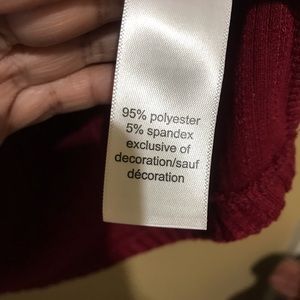 95% polyester
5% spandex
exclusive of
decoration/sauf
décoration